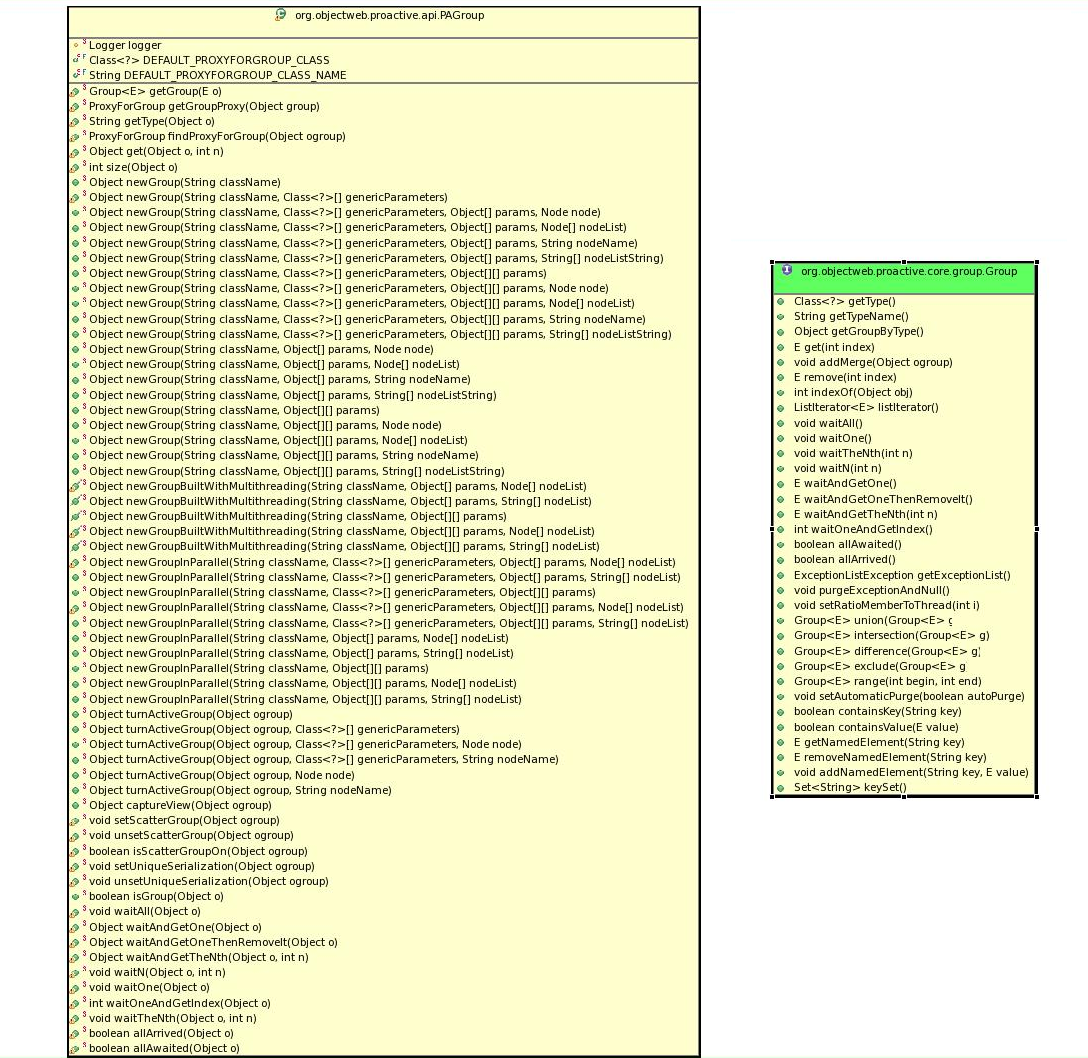 org.objectweb.proactive.api.PAGroup
Logger logger
Class<?> DEFAULT_PROXYFORGROUP_CLASS
String DEFAULT_PROXYFORGROUP_CLASS_NAME
Group<E> getGroup(E o)
ProxyForGroup getGroupProxy(Object group)
String getType(Object o)
ProxyForGroup findProxyForGroup(Object ogroup)
Object get(Object o, int n)
int size(Object o)
Object newGroup(String className)
Object newGroup(String className, Class<?>[] genericParameters)
Object newGroup(String className, Class<?>[] genericParameters, Object[] params, Node node)
Object newGroup(String className, Class<?>[] genericParameters, Object[] params, Node[] nodeList)
Object newGroup(String className, Class<?>[] genericParameters, Object[] params, String nodeName)
Object newGroup(String className, Class<?>[] genericParameters, Object[] params, String[] nodeListString)
Object newGroup(String className, Class<?>[] genericParameters, Object[][] params)
Object newGroup(String className, Class<?>[] genericParameters, Object[][] params, Node node)
Object newGroup(String className, Class<?>[] genericParameters, Object[][] params, Node[] nodeList)
Object newGroup(String className, Class<?>[] genericParameters, Object[][] params, String nodeName)
Object newGroup(String className, Class<?>[] genericParameters, Object[][] params, String[] nodeListString)
Object newGroup(String className, Object[] params, Node node)
Object newGroup(String className, Object[] params, Node[] nodeList)
Object newGroup(String className, Object[] params, String nodeName)
Object newGroup(String className, Object[] params, String[] nodeListString)
Object newGroup(String className, Object[][] params)
Object newGroup(String className, Object[][] params, Node node)
Object newGroup(String className, Object[][] params, Node[] nodeList)
Object newGroup(String className, Object[][] params, String nodeName)
Object newGroup(String className, Object[][] params, String[] nodeListString)
Object newGroupBuiltWithMultithreading(String className, Object[] params, Node[] nodeList)
Object newGroupBuiltWithMultithreading(String className, Object[] params, String[] nodeList)
Object newGroupBuiltWithMultithreading(String className, Object[][] params)
Object newGroupBuiltWithMultithreading(String className, Object[][] params, Node[] nodeList)
Object newGroupBuiltWithMultithreading(String className, Object[][] params, String[] nodeList)
Object newGroupInParallel(String className, Class<?>[] genericParameters, Object[] params, Node[] nodeList)
Object newGroupInParallel(String className, Class<?>[] genericParameters, Object[] params, String[] nodeList)
Object newGroupInParallel(String className, Class<?>[] genericParameters, Object[][] params)
Object newGroupInParallel(String className, Class<?>[] genericParameters, Object[][] params, Node[] nodeList)
Object newGroupInParallel(String className, Class<?>[] genericParameters, Object[][] params, String[] nodeList)
Object newGroupInParallel(String className, Object[] params, Node[] nodeList)
Object newGroupInParallel(String className, Object[] params, String[] nodeList)
Object newGroupInParallel(String className, Object[][] params)
Object newGroupInParallel(String className, Object[][] params, Node[] nodeList)
Object newGroupInParallel(String className, Object[][] params, String[] nodeList)
Object turnActiveGroup(Object ogroup)
Object turnActiveGroup(Object ogroup, Class<?>[] genericParameters)
Object turnActiveGroup(Object ogroup, Class<?>[] genericParameters, Node node)
Object turnActiveGroup(Object ogroup, Class<?>[] genericParameters, String nodeName)
Object turnActiveGroup(Object ogroup, Node node)
Object turnActiveGroup(Object ogroup, String nodeName)
Object captureView(Object ogroup)
void setScatterGroup(Object ogroup)
void unsetScatterGroup(Object ogroup)
boolean isScatterGroupOn(Object ogroup)
void setUniqueSerialization(Object ogroup)
void unsetUniqueSerialization(Object ogroup)
boolean isGroup(Object o)
void waitAll(Object o)
Object waitAndGetOne(Object o)
Object waitAndGetOneThenRemoveIt(Object o)
Object waitAndGetTheNth(Object o, int n)
void waitN(Object o, int n)
void waitOne(Object o)
int waitOneAndGetIndex(Object o)
void waitTheNth(Object o, int n)
boolean allArrived(Object o)
boolean allAwaited(Object o)
org.objectweb.proactive.core.group.Group
Class<?> getType()
String getTypeName()
Object getGroupByType()
E get(int index)
void addMerge(Object ogroup)
E remove(int index)
int indexOf(Object obj)
ListIterator<E> listIterator()
void waitAll()
void waitOne()
void waitTheNth(int n)
void waitN(int n)
E waitAndGetOne()
E waitAndGetOneThenRemoveIt()
E waitAndGetTheNth(int n)
int waitOneAndGetIndex()
boolean allAwaited()
boolean allArrived()
ExceptionListException getExceptionList()
void purgeExceptionAndNull()
void setRatioMemberToThread(int i)
Group<E> union(Group<E> g
Group<E> intersection(Group<E> g)
Group<E> difference(Group<E> g)
Group<E> exclude(Group<E> g
Group<E> range(int begin, int end)
void setAutomaticPurge(boolean autoPurge)
boolean containsKey(String key)
boolean containsValue(E value)
E getNamedElement(String key)
E removeNamedElement(String key)
void addNamedElement(String key, E value)
Set<String> keySet()